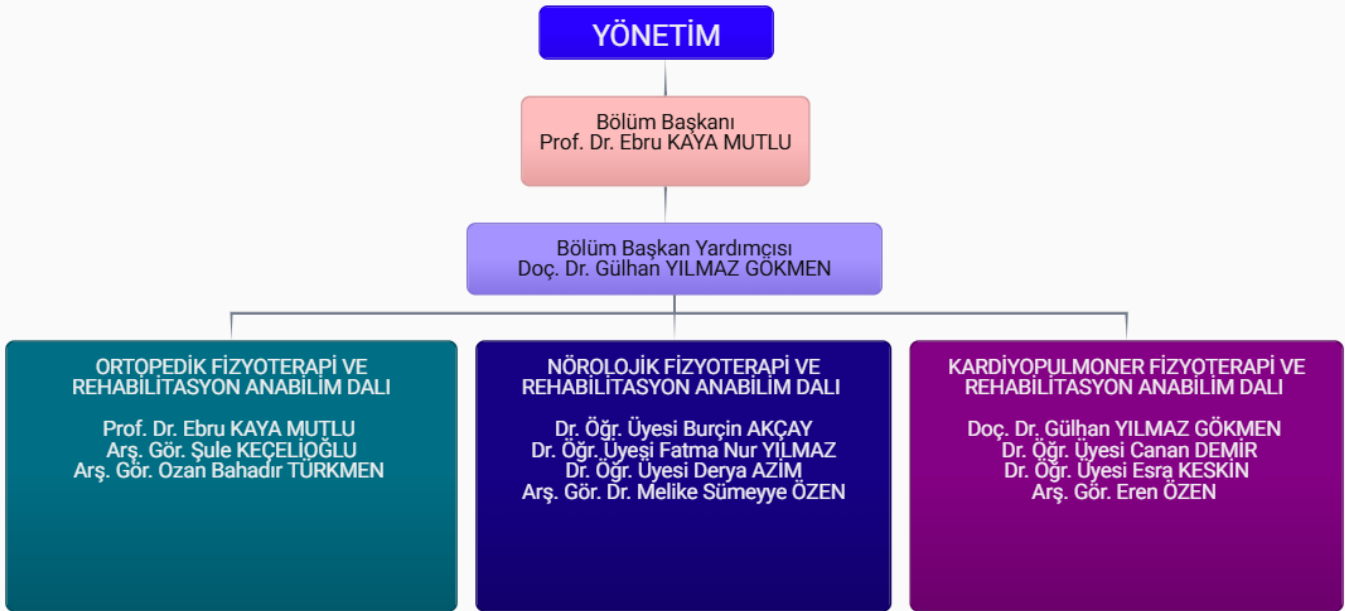 YÖNETİM
Bölüm Başkanı
Prof. Dr. Ebru KAYA MUTLU
Bölüm Başkan Yardımcısı
Doç. Dr. Gülhan YILMAZ GÖKMEN
ORTOPEDİK FİZYOTERAPİ VE
REHABİLİTASYON ANABİLİM DALI
Prof. Dr. Ebru KAYA MUTLU
Arş. Gör. Şule KEÇELİOĞLU
Arş. Gör. Ozan Bahadır TÜRKMEN
NÖROLOJİK FİZYOTERAPİ VE
REHABİLİTASYON ANABİLİM DALI
Dr. Öğr. Üyesi Burçin AKÇAY
Dr. Öğr. Üyesi Fatma Nur YILMAZ
Dr. Öğr. Üyesi Derya AZİM
Arş. Gör. Dr. Melike Sümeyye ÖZEN
KARDİYOPULMONER FİZYOTERAPİ VE
REHABİLİTASYON ANABİLİM DALI
Doç. Dr. Gülhan YILMAZ GÖKMEN
Dr. Öğr. Üyesi Canan DEMİR
Dr. Öğr. Üyesi Esra KESKİN
Arş. Gör. Eren ÖZEN